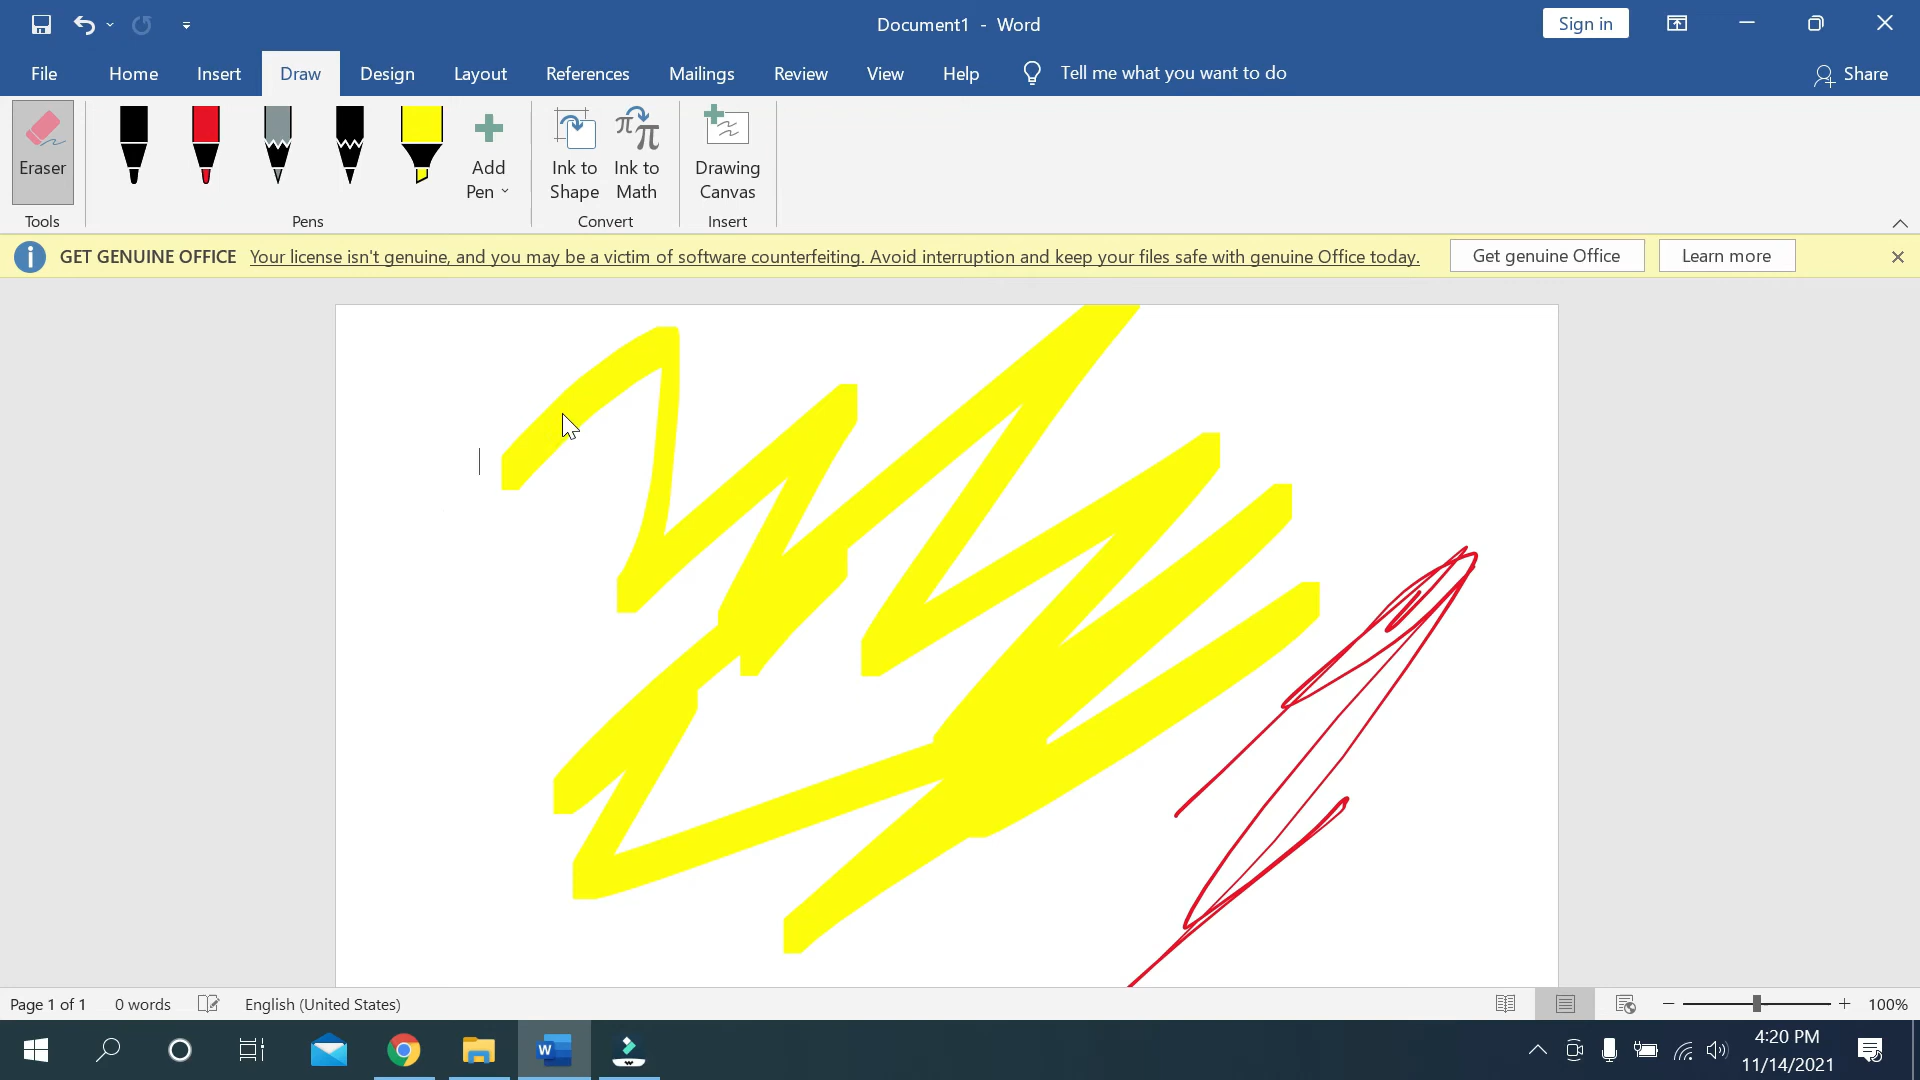 Document1 - Word
Sign in
File Home Insert Draw Design Layout References Mailings Review View Help Tell me what you want to do Share
Eraser
Add
Pen
Ink to
Shape
Ink to
Math
Drawing
Canvas
Tools Pens Convert Insert
GET GENUINE OFFICE Your license isn't genuine, and you may be a victim of software counterfeiting. Avoid interruption and keep your files safe with genuine Office today. Get genuine Office Learn more
Page 1 of 1 0 words English (United States) 100%
4:20 PM
11/14/2021